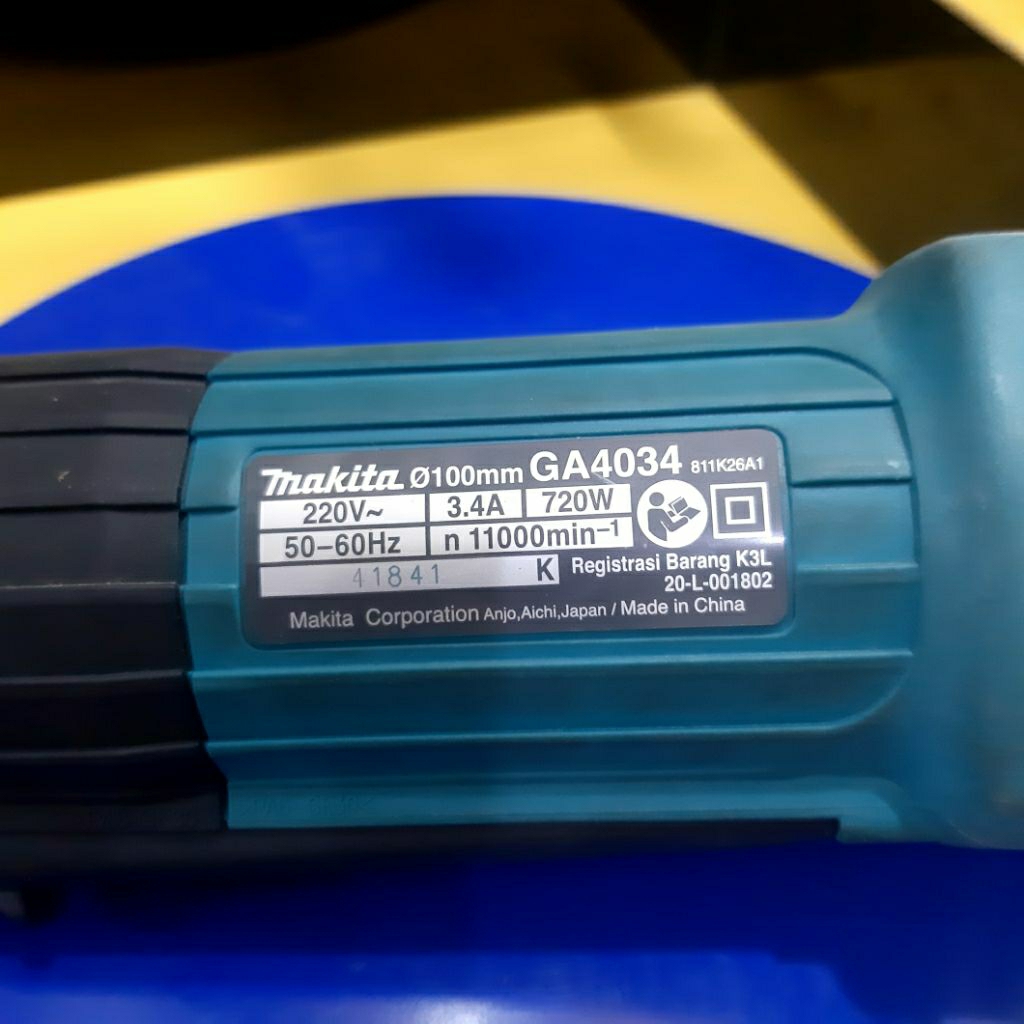 makita Ø100mm GA4034 811K26A1
220V~ 3.4A 720W
50-60Hz n 11000min⁻¹
41841 K
Registrasi Barang K3L
20-L-001802
Makita Corporation Anjo,Aichi,Japan / Made in China